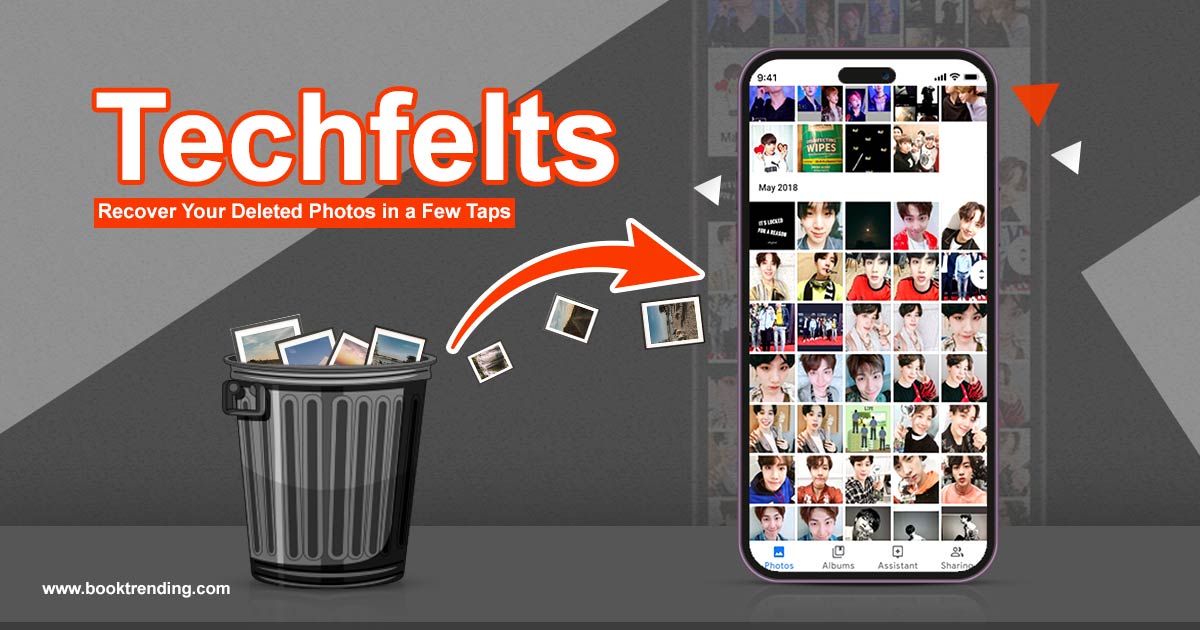 Techfelts
Recover Your Deleted Photos in a Few Taps
www.booktrending.com
9:41
WIPES
May 2018
IT'S LOCKED
FOR A REASON
Photos
Albums
Assistant
Sharing